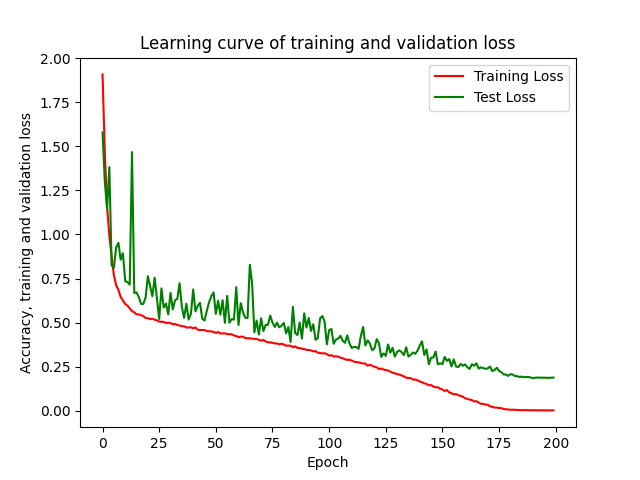 Learning curve of training and validation loss
Training Loss
Test Loss
Accuracy, training and validation loss
2.00
1.75
1.50
1.25
1.00
0.75
0.50
0.25
0.00
0 25 50 75 100 125 150 175 200
Epoch